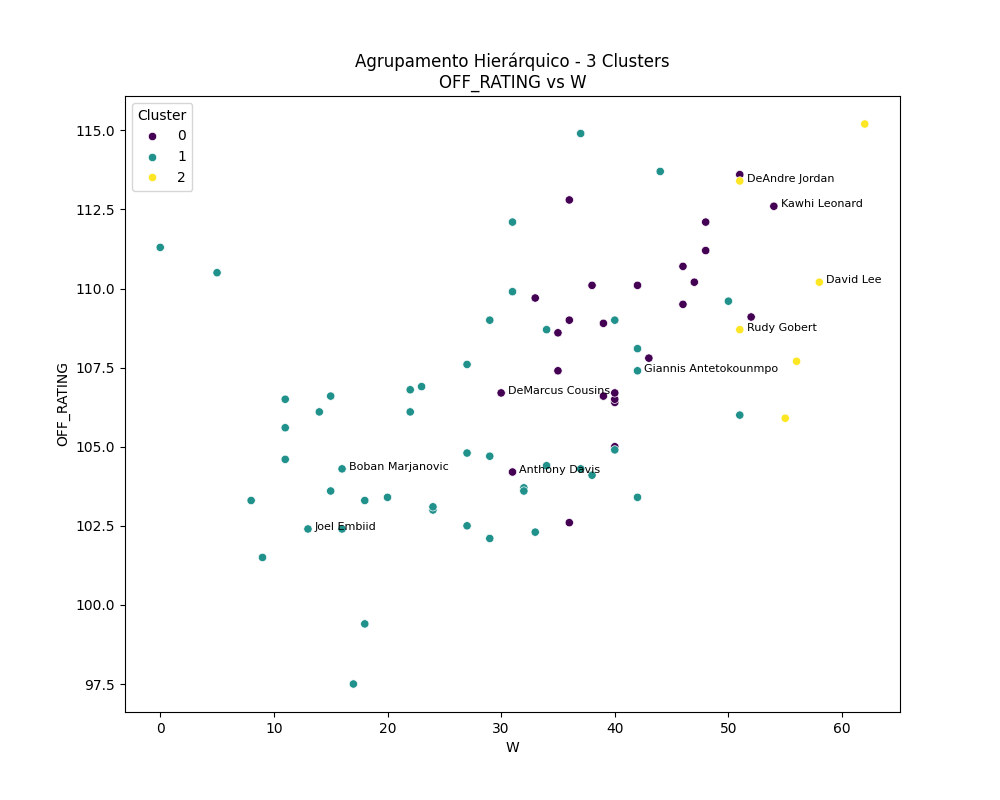 Agrupamento Hierárquico - 3 Clusters
OFF_RATING vs W
Cluster
0
1
2
115.0
112.5
110.0
107.5
105.0
102.5
100.0
97.5
OFF_RATING
DeAndre Jordan
Kawhi Leonard
David Lee
Rudy Gobert
Giannis Antetokounmpo
DeMarcus Cousins
Boban Marjanovic
Anthony Davis
Joel Embiid
0
10
20
30
40
50
60
W